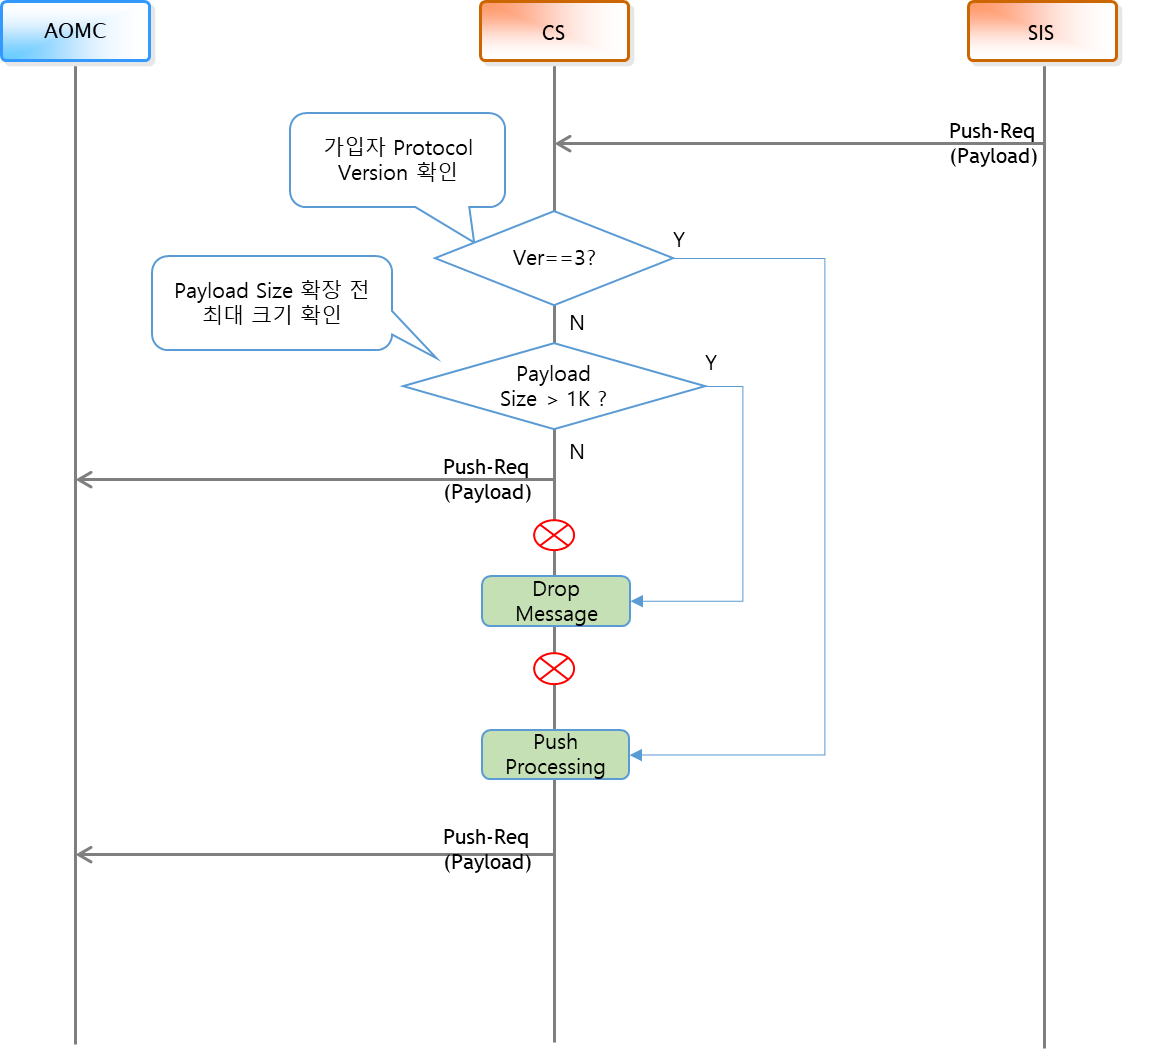 AOMC
CS
SIS
Push-Req
(Payload)
가입자 Protocol
Version 확인
Ver==3?
Y
Payload Size 확장 전
최대 크기 확인
N
Payload
Size > 1K ?
Y
N
Push-Req
(Payload)
Drop
Message
Push
Processing
Push-Req
(Payload)